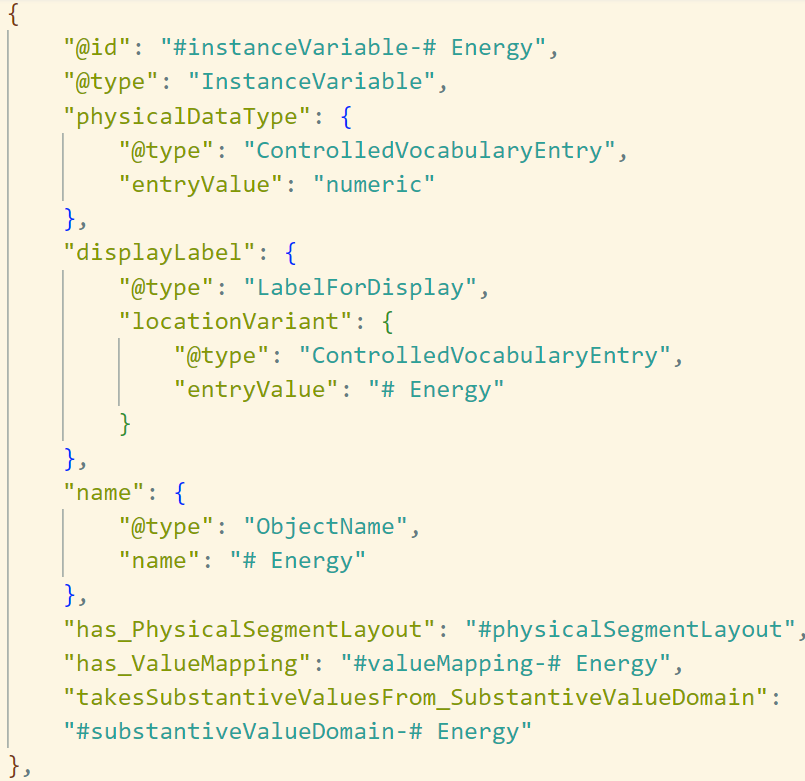 {
"@id": "#instanceVariable-# Energy",
"@type": "InstanceVariable",
"physicalDataType": {
"@type": "ControlledVocabularyEntry",
"entryValue": "numeric"
},
"displayLabel": {
"@type": "LabelForDisplay",
"locationVariant": {
"@type": "ControlledVocabularyEntry",
"entryValue": "# Energy"
}
},
"name": {
"@type": "ObjectName",
"name": "# Energy"
},
"has_PhysicalSegmentLayout": "#physicalSegmentLayout",
"has_ValueMapping": "#valueMapping-# Energy",
"takesSubstantiveValuesFrom_SubstantiveValueDomain":
"#substantiveValueDomain-# Energy"
},